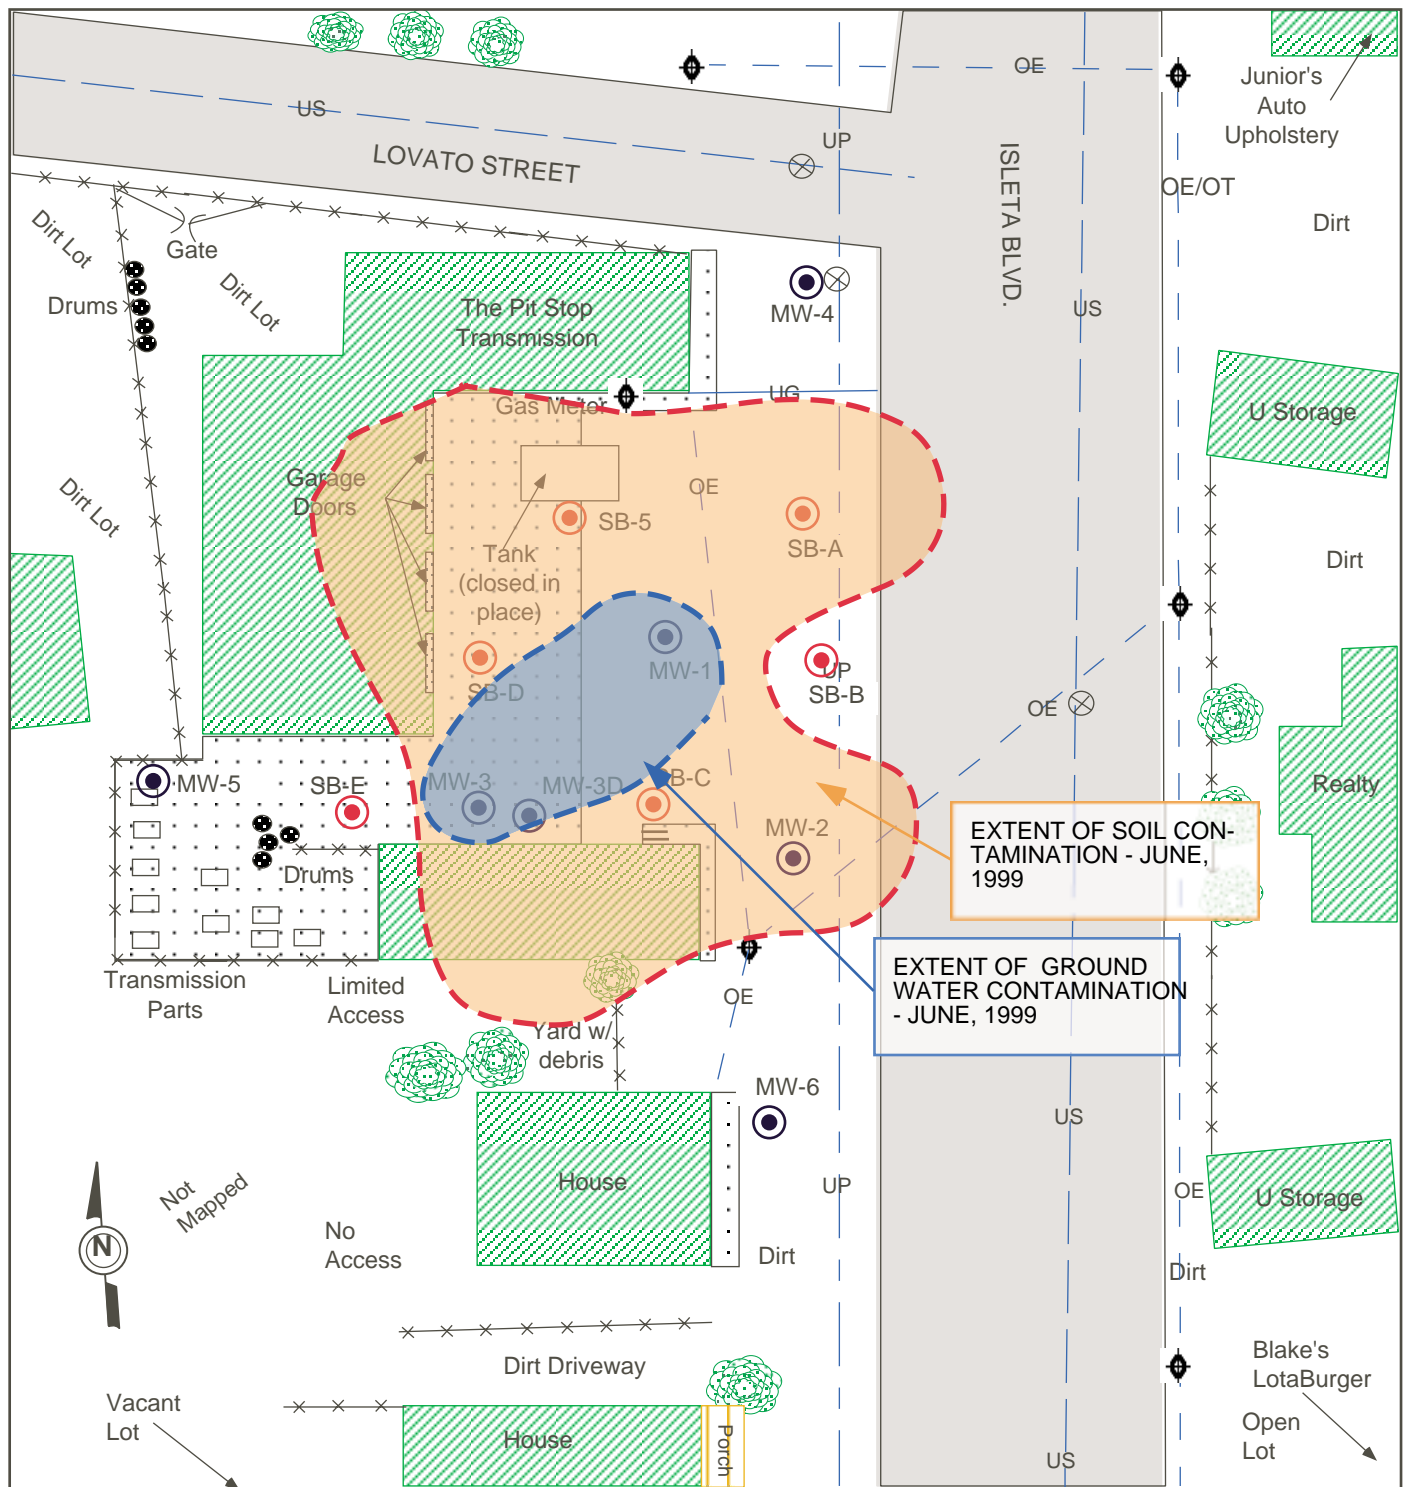 OE
Junior's
Auto
Upholstery
US
UP
LOVATO STREET
ISLETA BLVD.
OE/OT
Dirt
Dirt Lot
Gate
Dirt Lot
Drums
The Pit Stop
Transmission
MW-4
US
UG
Gas Meter
U Storage
Garage
Doors
OE
Dirt Lot
SB-5
SB-A
Tank
(closed in
place)
Dirt
MW-1
SB-D
UP
SB-B
OE
MW-5
SB-E
MW-3
MW-3D
SB-C
Realty
MW-2
EXTENT OF SOIL CON-
TAMINATION - JUNE,
1999
Drums
Transmission
Parts
Limited
Access
EXTENT OF GROUND
WATER CONTAMINATION
- JUNE, 1999
OE
Yard w/
debris
MW-6
US
Not
Mapped
House
UP
OE
U Storage
N
No
Access
Dirt
Dirt
Dirt Driveway
Blake's
LotaBurger
Vacant
Lot
House
Porch
Open
Lot
US